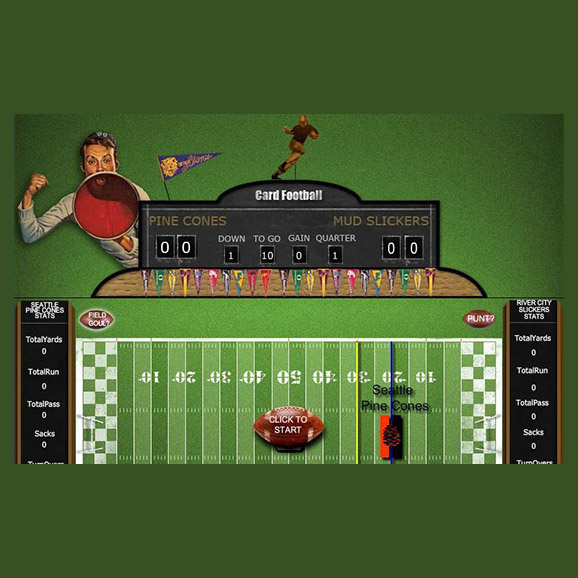 Card Football
PINE CONES
MUD SLICKERS
0 0
DOWN TO GO GAIN QUARTER
1 10 0 1
0 0
SEATTLE
PINE CONES
STATS
FIELD
GOUL?
PUNT?
RIVER CITY
SLICKERS
STATS
TotalYards
0
TotalRun
0
TotalPass
0
Sacks
0
TurnOvers
TotalYards
0
TotalRun
0
TotalPass
0
Sacks
0
TurnOvers
10 20 30 40 50 40 30 20 10
Seattle
Pine Cones
CLICK TO
START